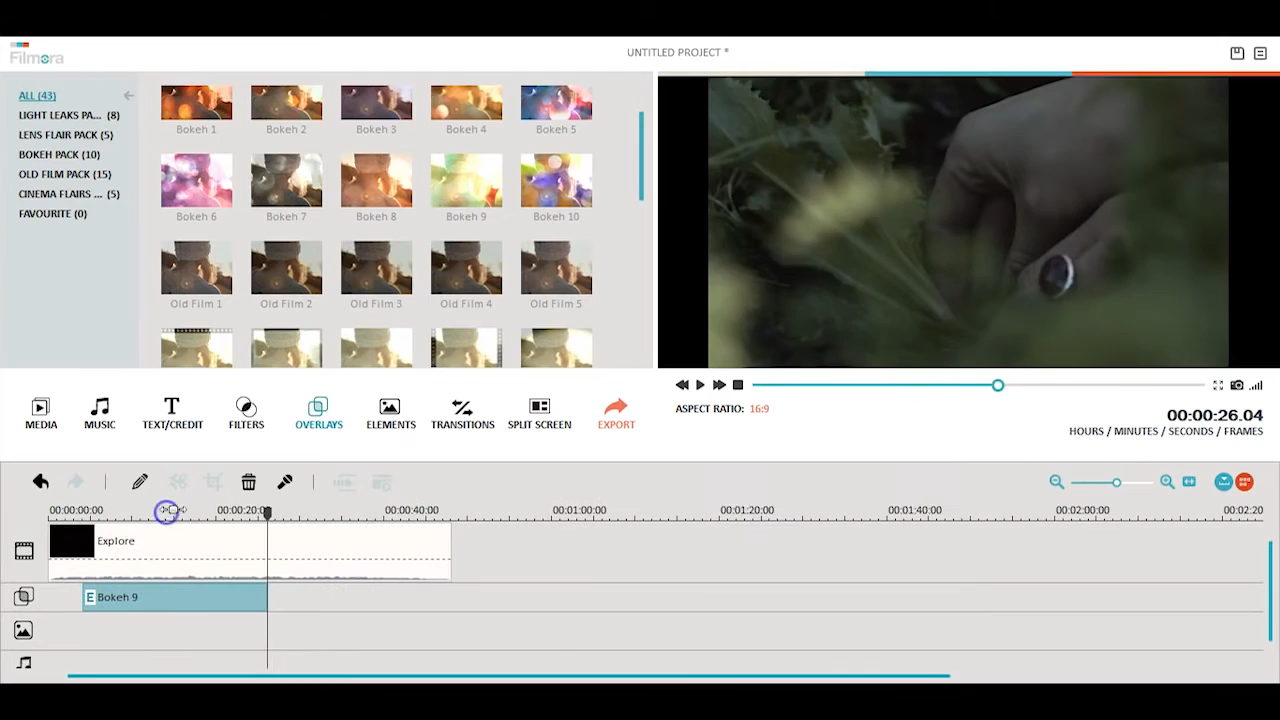 Filmora
UNTITLED PROJECT *
ALL (43)
LIGHT LEAKS PA... (8)
LENS FLAIR PACK (5)
BOKEH PACK (10)
OLD FILM PACK (15)
CINEMA FLAIRS ... (5)
FAVOURITE (0)
Bokeh 1 Bokeh 2 Bokeh 3 Bokeh 4 Bokeh 5
Bokeh 6 Bokeh 7 Bokeh 8 Bokeh 9 Bokeh 10
Old Film 1 Old Film 2 Old Film 3 Old Film 4 Old Film 5
ASPECT RATIO: 16:9
00:00:26.04
HOURS / MINUTES / SECONDS / FRAMES
MEDIA MUSIC TEXT/CREDIT FILTERS OVERLAYS ELEMENTS TRANSITIONS SPLIT SCREEN EXPORT
00:00:00:00 00:00:20:0 00:00:40:00 00:01:00:00 00:01:20:00 00:01:40:00 00:02:00:00 00:02:20
Explore
E Bokeh 9